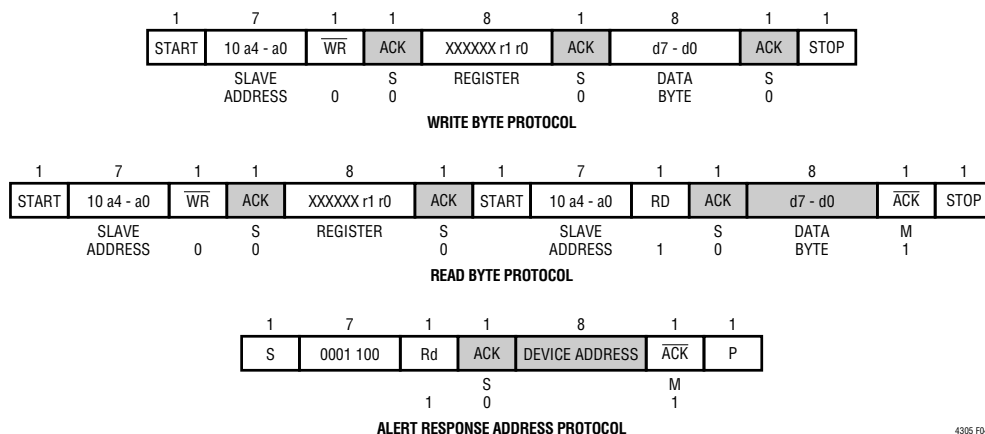 1 7 1 1 8 1 8 1 1
START 10 a4 - a0 WR ACK XXXXXX r1 r0 ACK d7 - d0 ACK STOP
SLAVE S REGISTER S DATA S
ADDRESS 0 0 0 BYTE 0
WRITE BYTE PROTOCOL
1 7 1 1 8 1 1 7 1 1 8 1 1
START 10 a4 - a0 WR ACK XXXXXX r1 r0 ACK START 10 a4 - a0 RD ACK d7 - d0 ACK STOP
SLAVE S REGISTER S SLAVE S DATA M
ADDRESS 0 0 0 ADDRESS 1 0 BYTE 1
READ BYTE PROTOCOL
1 7 1 1 8 1 1
S 0001 100 Rd ACK DEVICE ADDRESS ACK P
S M
1 0 1
ALERT RESPONSE ADDRESS PROTOCOL